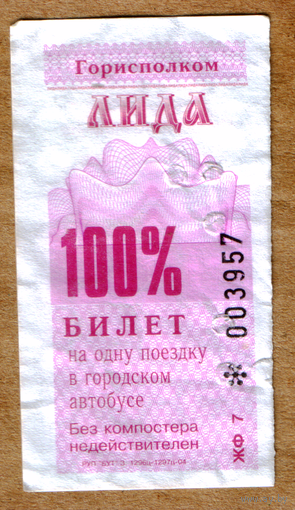 Горисполком
ЛИДА
100%
БИЛЕТ
на одну поездку
в городском
автобусе
Без компостера
недействителен
ЖФ 7
003957